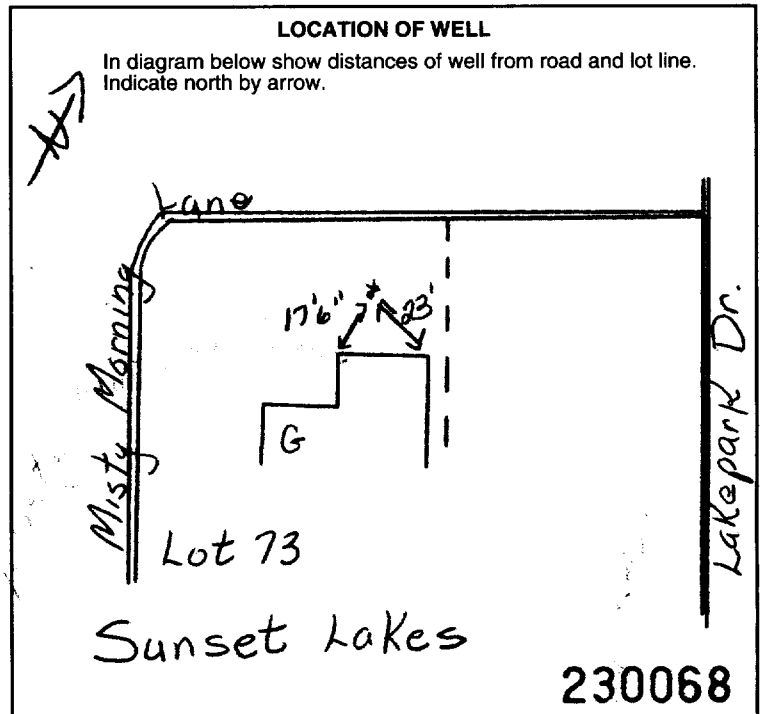 LOCATION OF WELL
In diagram below show distances of well from road and lot line.
Indicate north by arrow.
N
Lane
Misty Morning
17'6"
23'
G
Lakepark Dr.
Lot 73
Sunset Lakes
230068